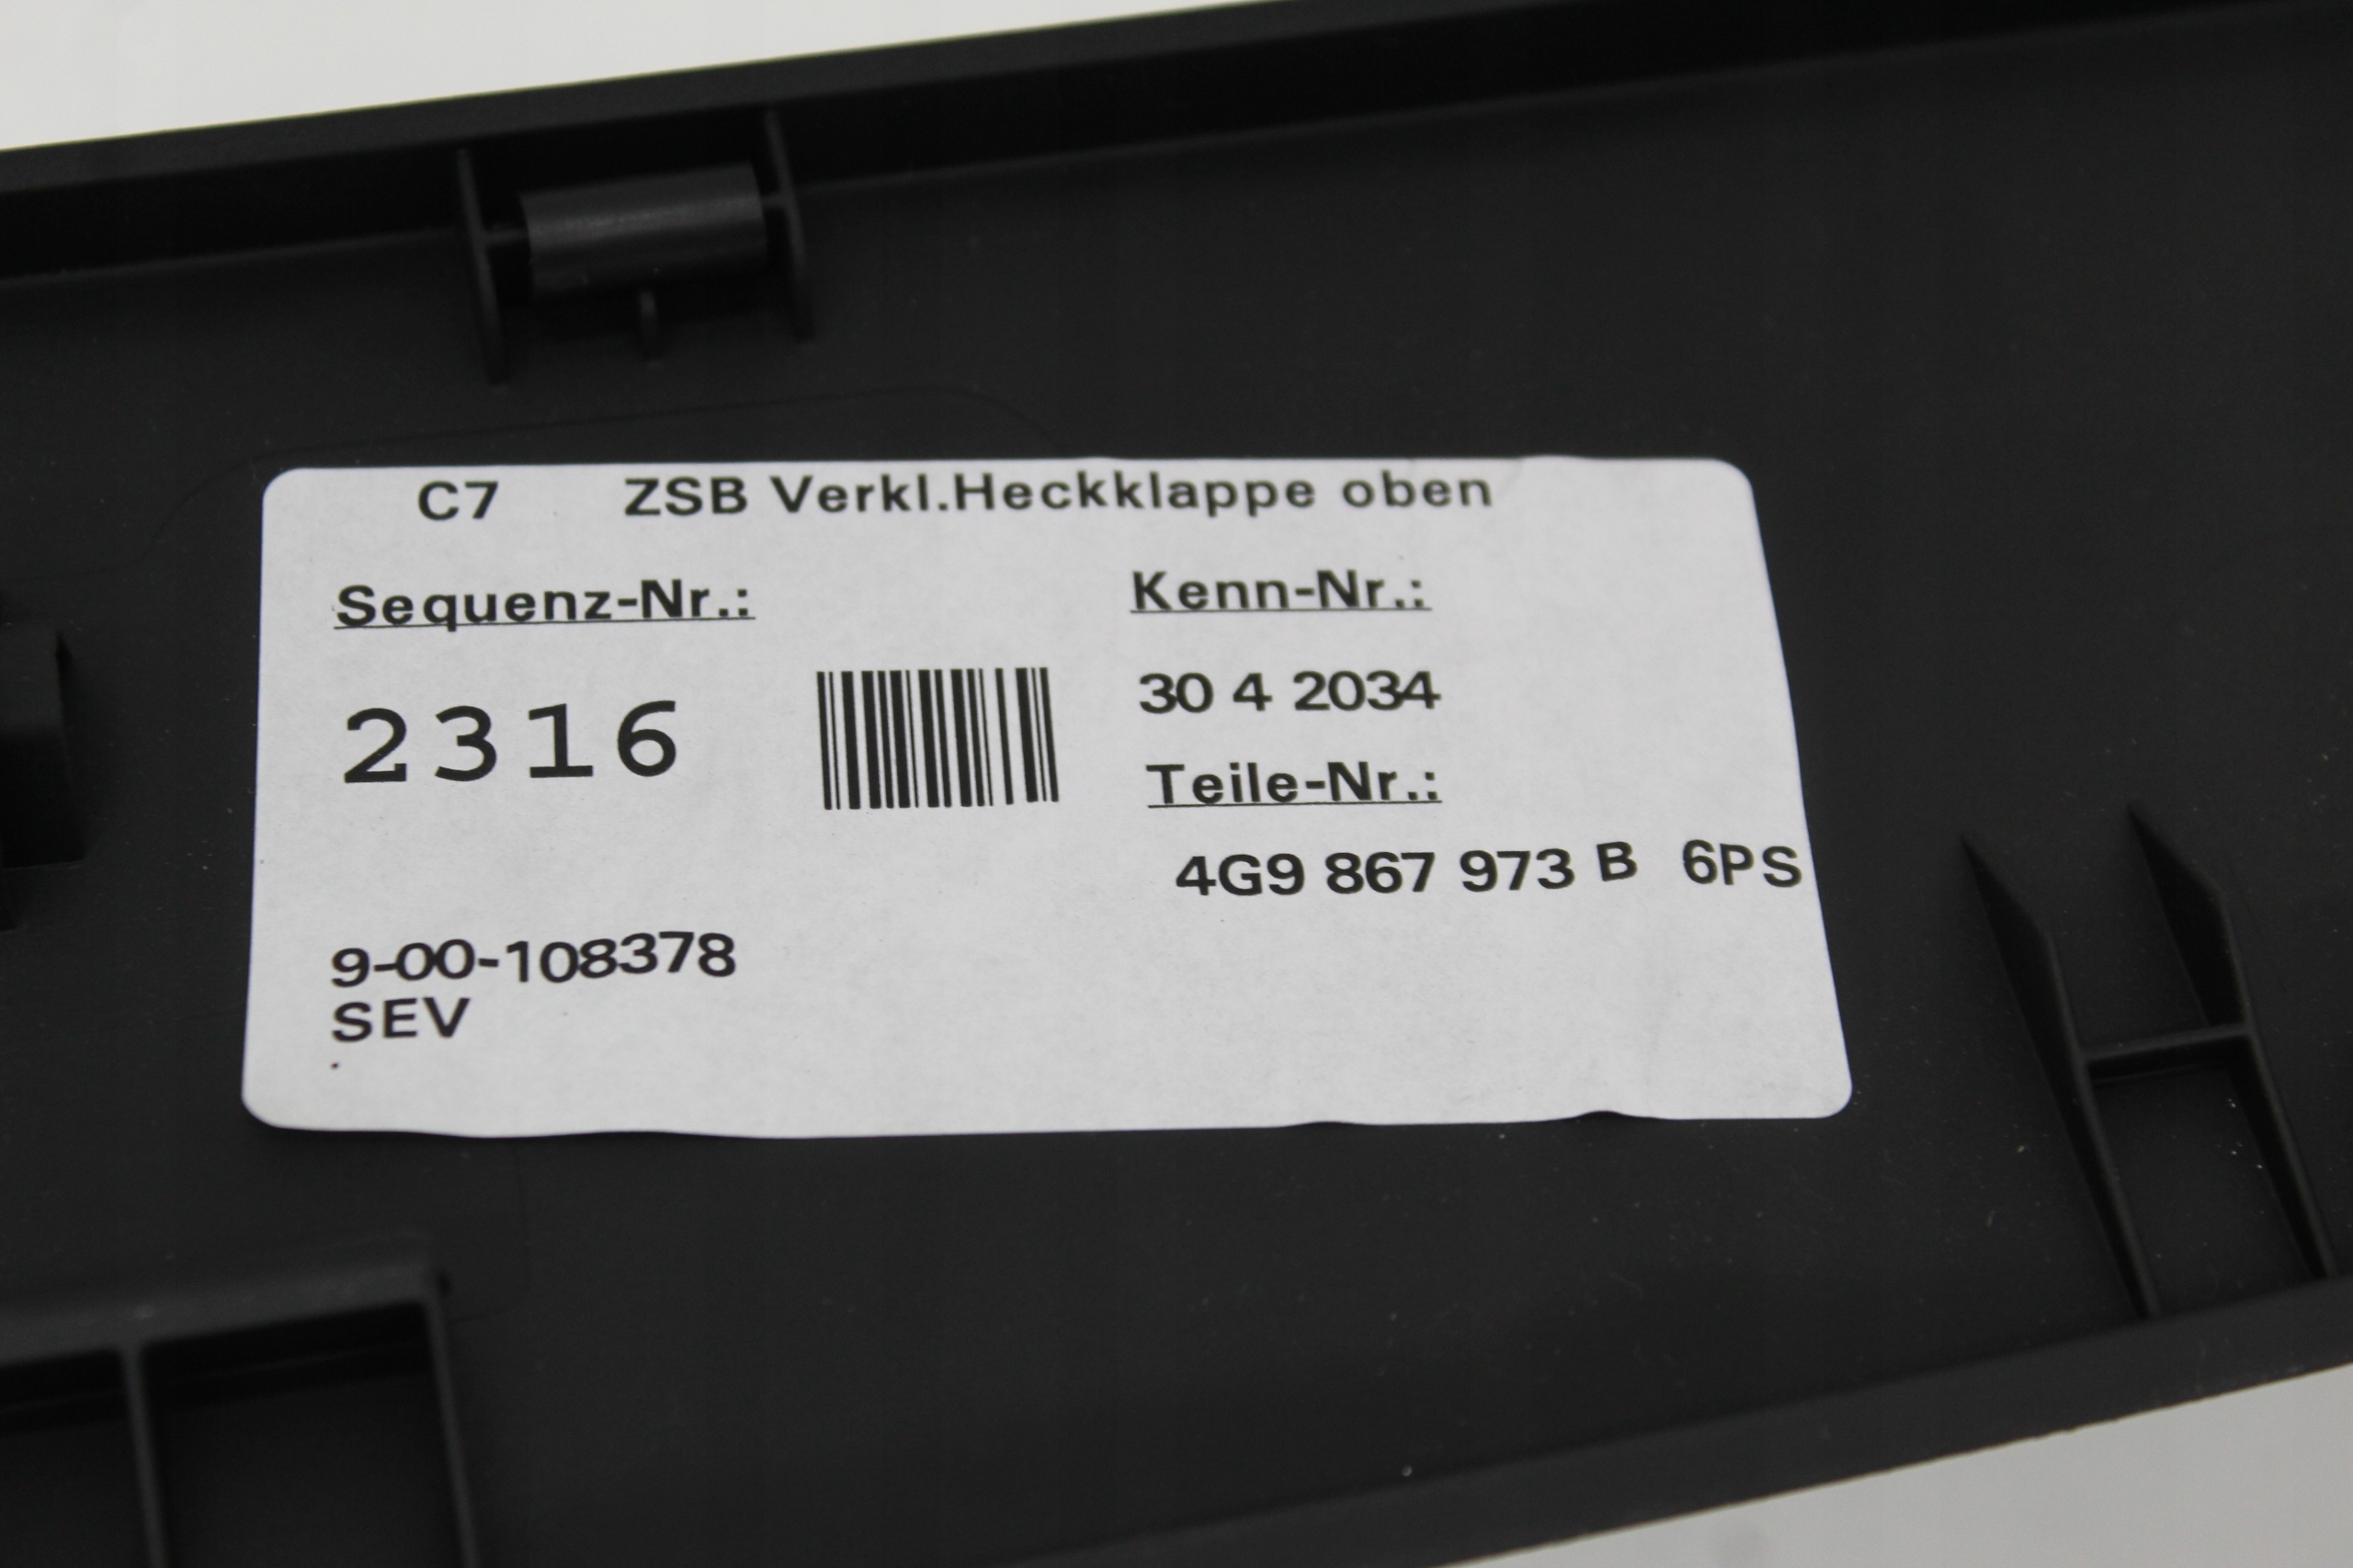 C7 ZSB Verkl.Heckklappe oben
Sequenz-Nr.:
2316
Kenn-Nr.:
30 4 2034
Teile-Nr.:
4G9 867 973 B 6PS
9-00-108378
SEV
.